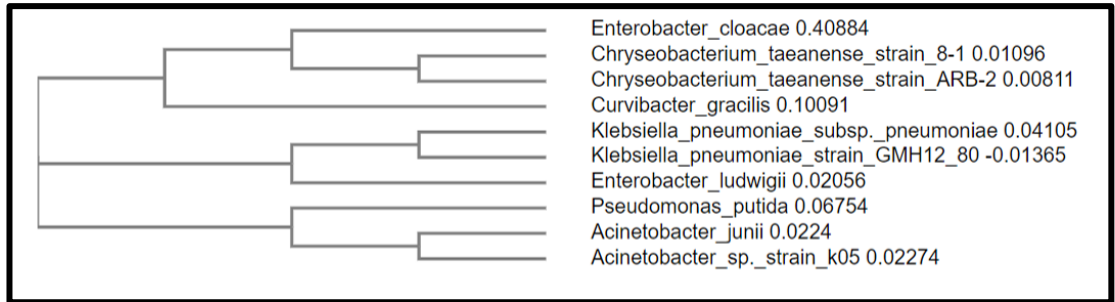 Enterobacter_cloacae 0.40884
Chryseobacterium_taeanense_strain_8-1 0.01096
Chryseobacterium_taeanense_strain_ARB-2 0.00811
Curvibacter_gracilis 0.10091
Klebsiella_pneumoniae_subsp._pneumoniae 0.04105
Klebsiella_pneumoniae_strain_GMH12_80 -0.01365
Enterobacter_ludwigii 0.02056
Pseudomonas_putida 0.06754
Acinetobacter_junii 0.0224
Acinetobacter_sp._strain_k05 0.02274